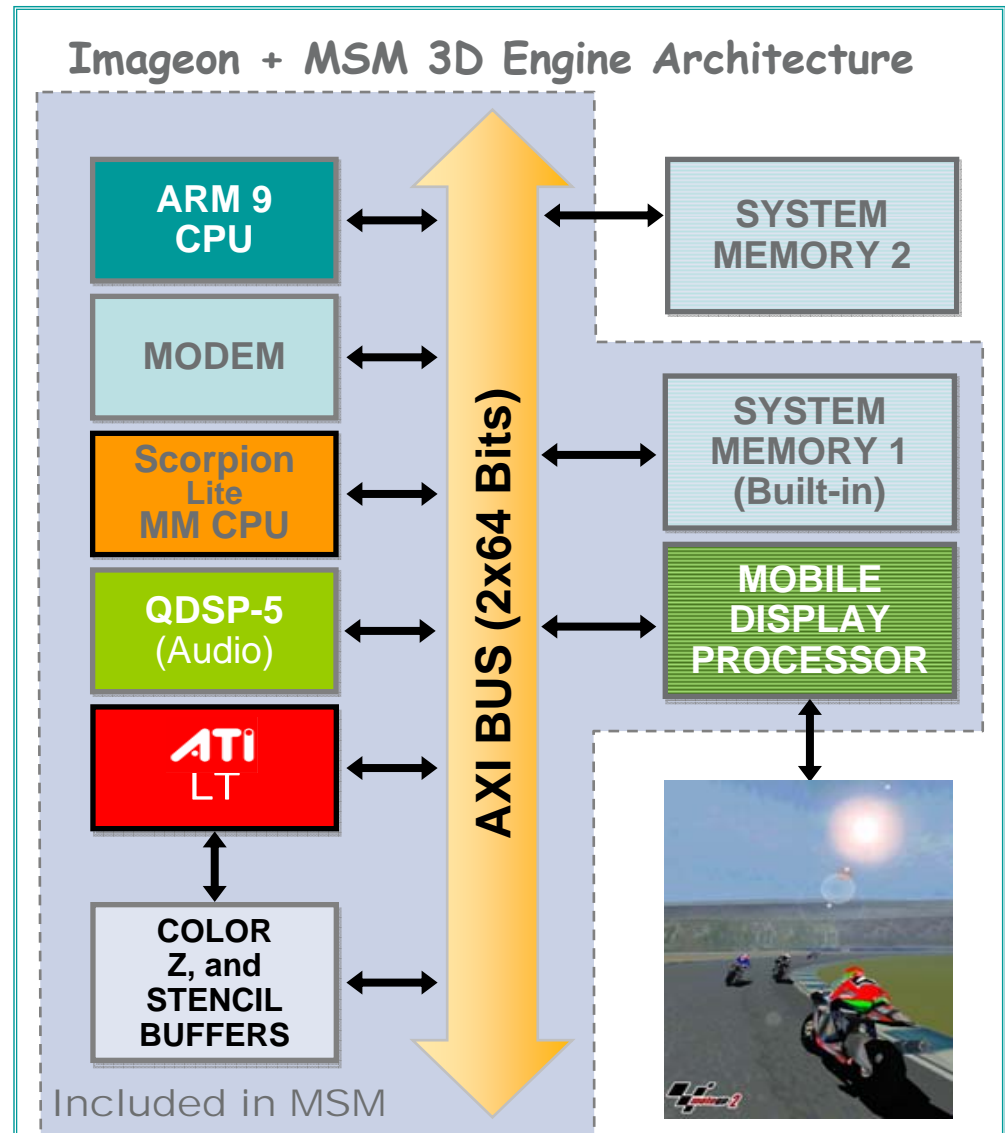 Imageon + MSM 3D Engine Architecture
ARM 9
CPU
MODEM
Scorpion
Lite
MM CPU
QDSP-5
(Audio)
ATi
LT
COLOR
Z, and
STENCIL
BUFFERS
Included in MSM
AXI BUS (2x64 Bits)
SYSTEM
MEMORY 2
SYSTEM
MEMORY 1
(Built-in)
MOBILE
DISPLAY
PROCESSOR
motoGP 2